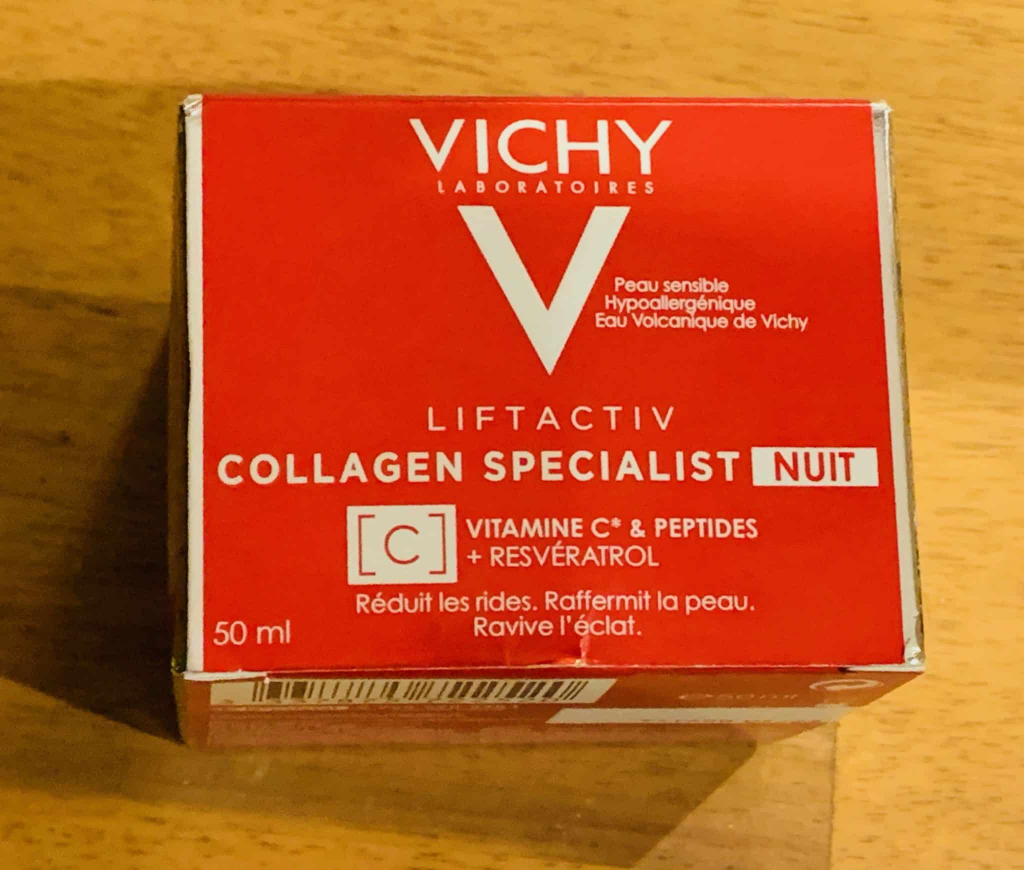 VICHY
LABORATOIRES
V
Peau sensible
Hypoallergénique
Eau Volcanique de Vichy
LIFTACTIV
COLLAGEN SPECIALIST NUIT
[C] VITAMINE C* & PEPTIDES
+ RESVÉRATROL
Réduit les rides. Raffermit la peau.
Ravive l'éclat.
50 ml